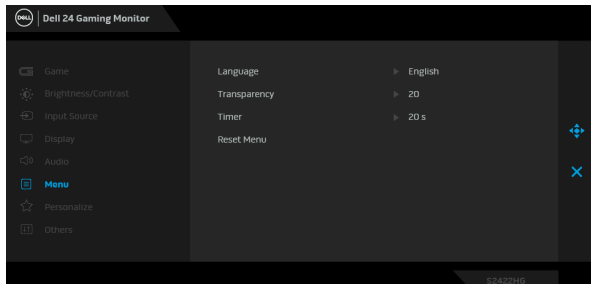 DELL
Dell 24 Gaming Monitor
Game
Brightness/Contrast
Input Source
Display
Audio
Menu
Personalize
Others
Language English
Transparency 20
Timer 20 s
Reset Menu
S2422HG